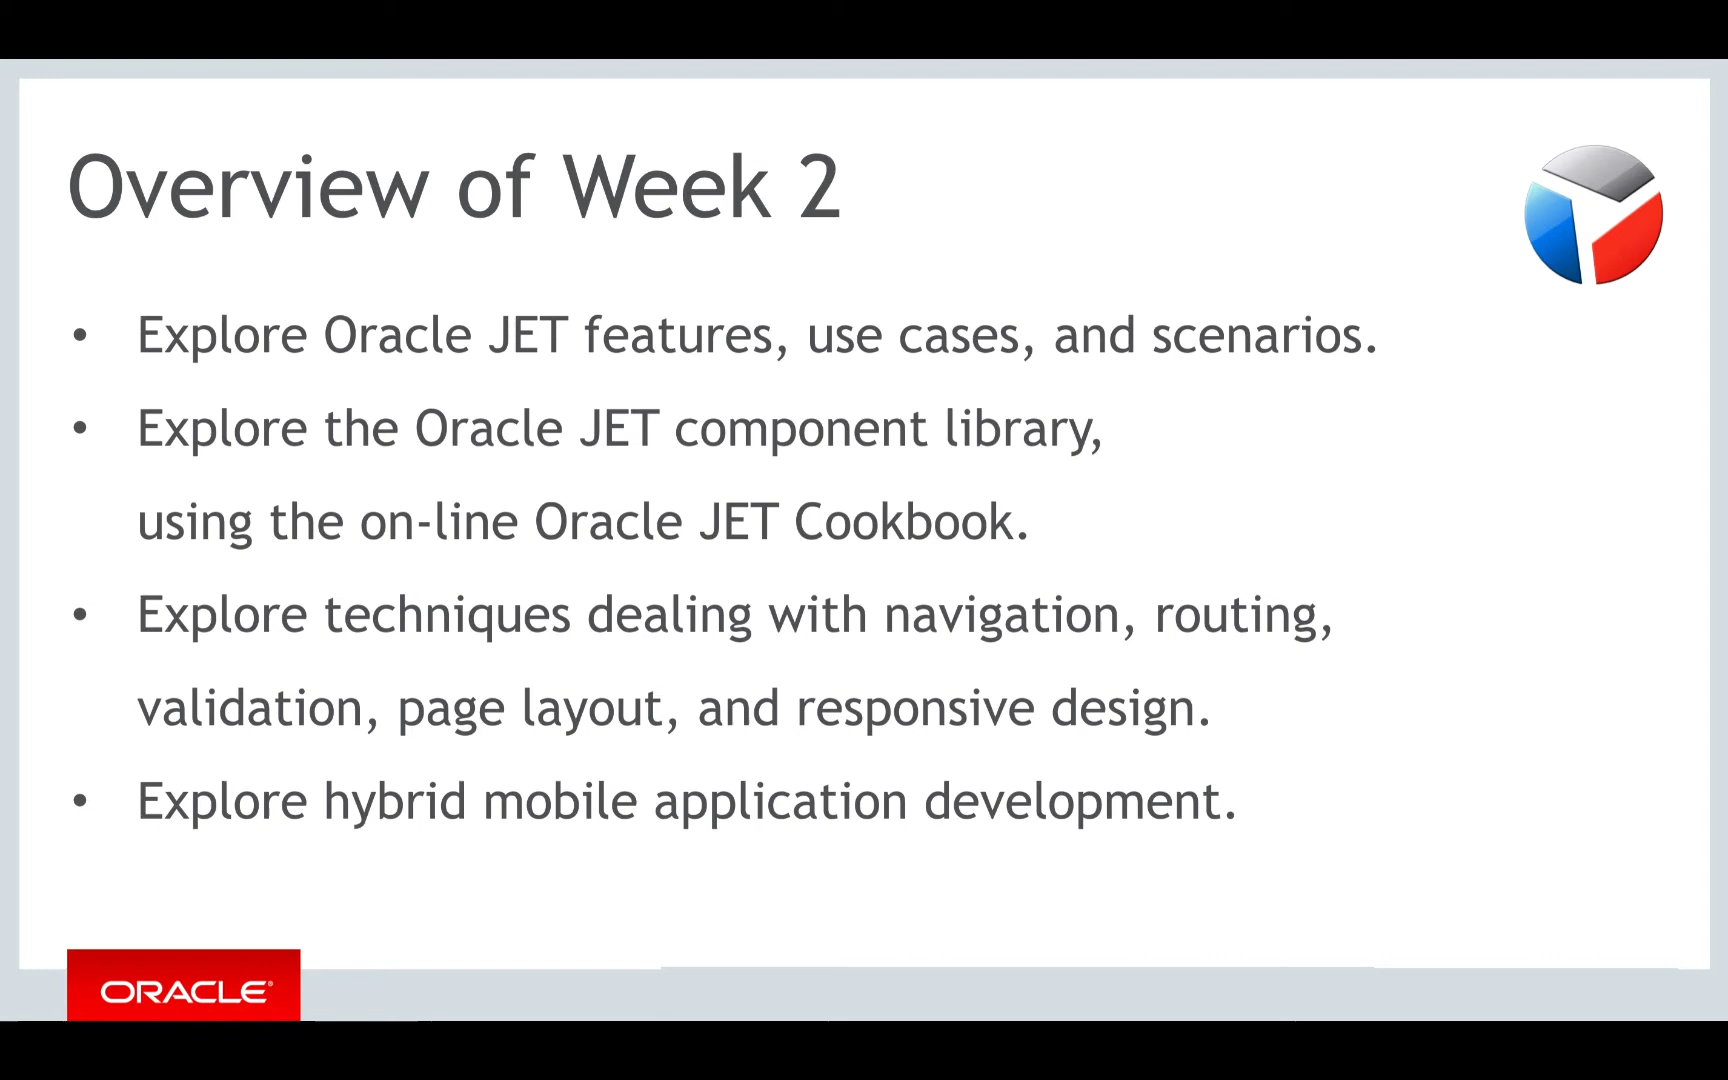 Overview of Week 2
• Explore Oracle JET features, use cases, and scenarios.
• Explore the Oracle JET component library,
using the on-line Oracle JET Cookbook.
• Explore techniques dealing with navigation, routing,
validation, page layout, and responsive design.
• Explore hybrid mobile application development.
ORACLE®